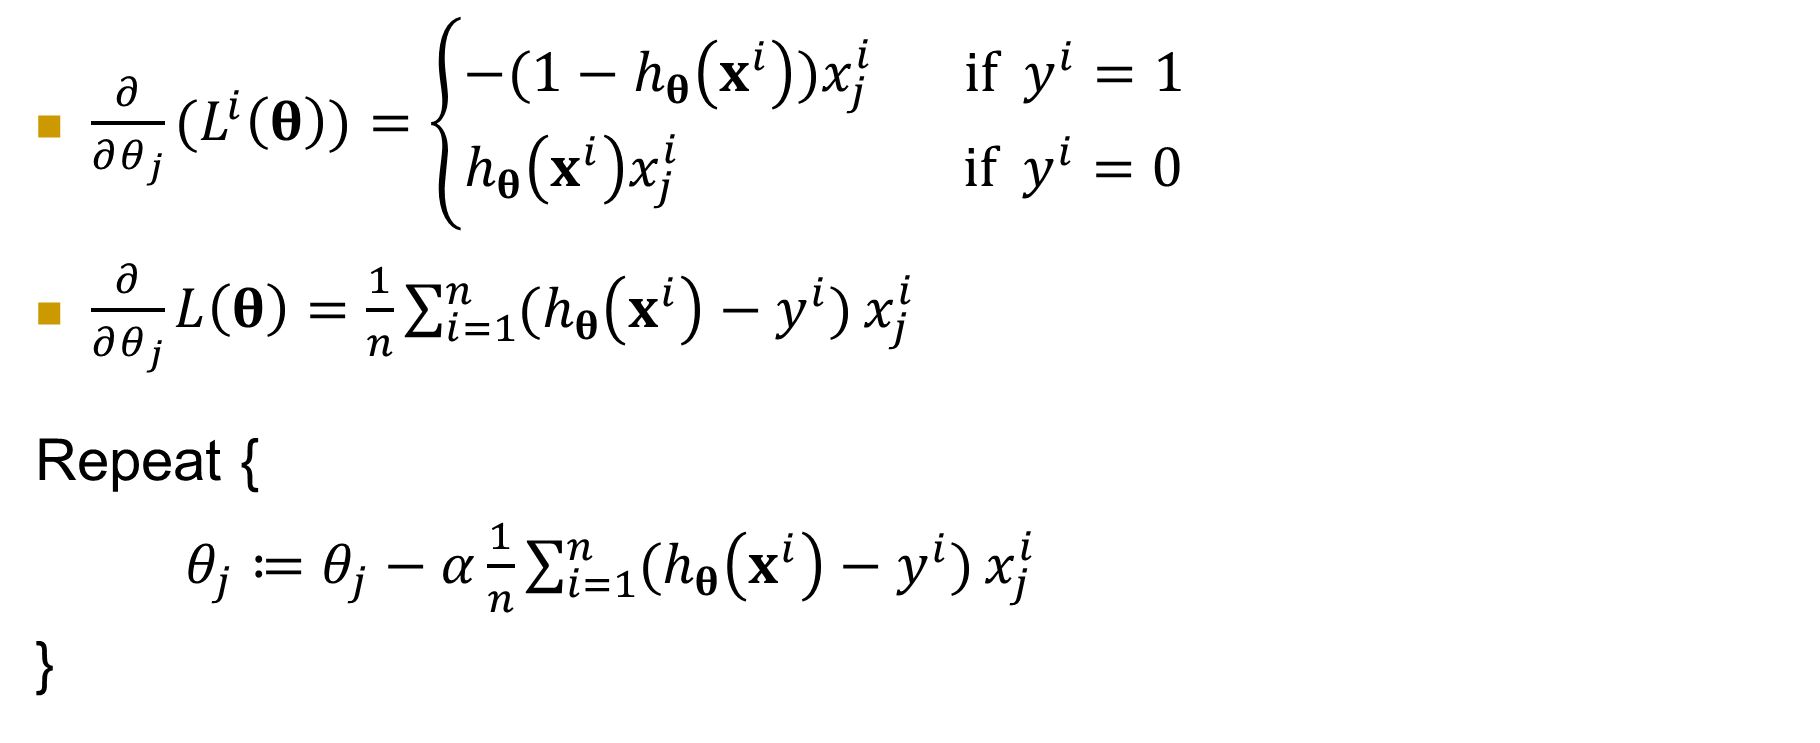 ■ ∂/∂θ_j (L^i(𝛉)) = { −(1 − h_𝛉(𝐱^i))x_j^i if y^i = 1
h_𝛉(𝐱^i)x_j^i if y^i = 0
■ ∂/∂θ_j L(𝛉) = 1/n ∑_{i=1}^n (h_𝛉(𝐱^i) − y^i) x_j^i
Repeat {
θ_j ≔ θ_j − α 1/n ∑_{i=1}^n (h_𝛉(𝐱^i) − y^i) x_j^i
}